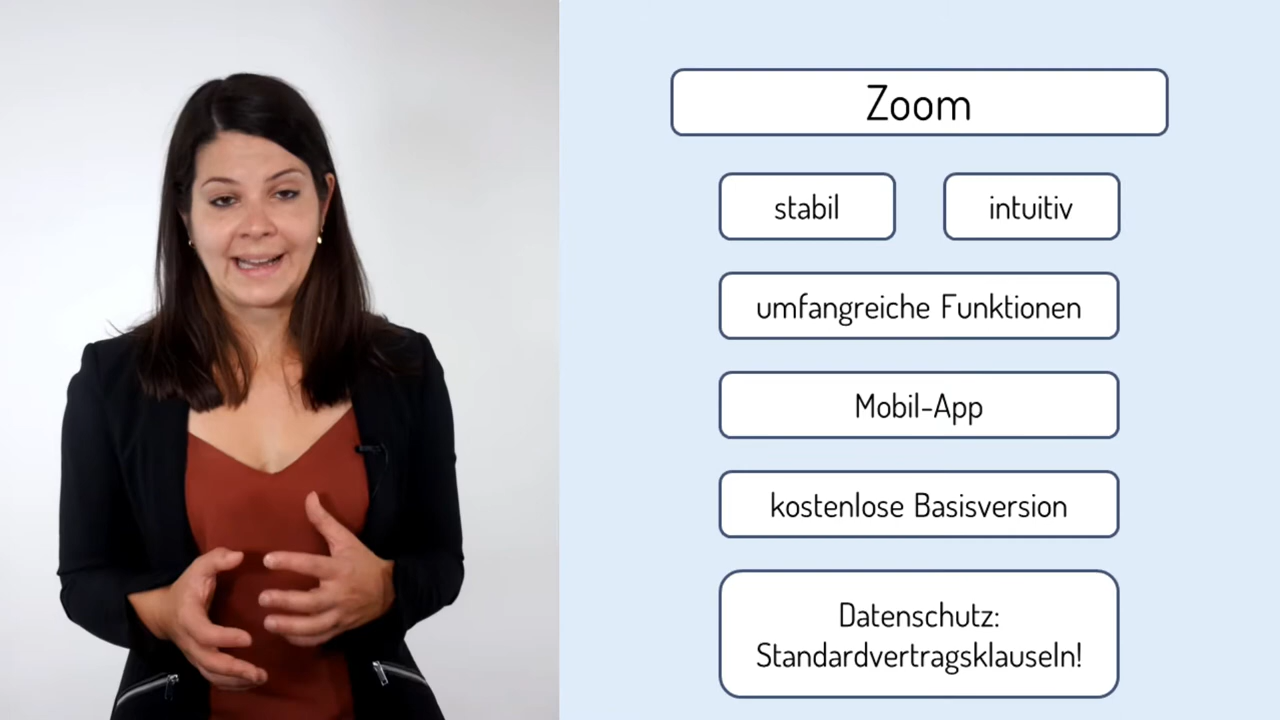 Zoom
stabil
intuitiv
umfangreiche Funktionen
Mobil-App
kostenlose Basisversion
Datenschutz:
Standardvertragsklauseln!